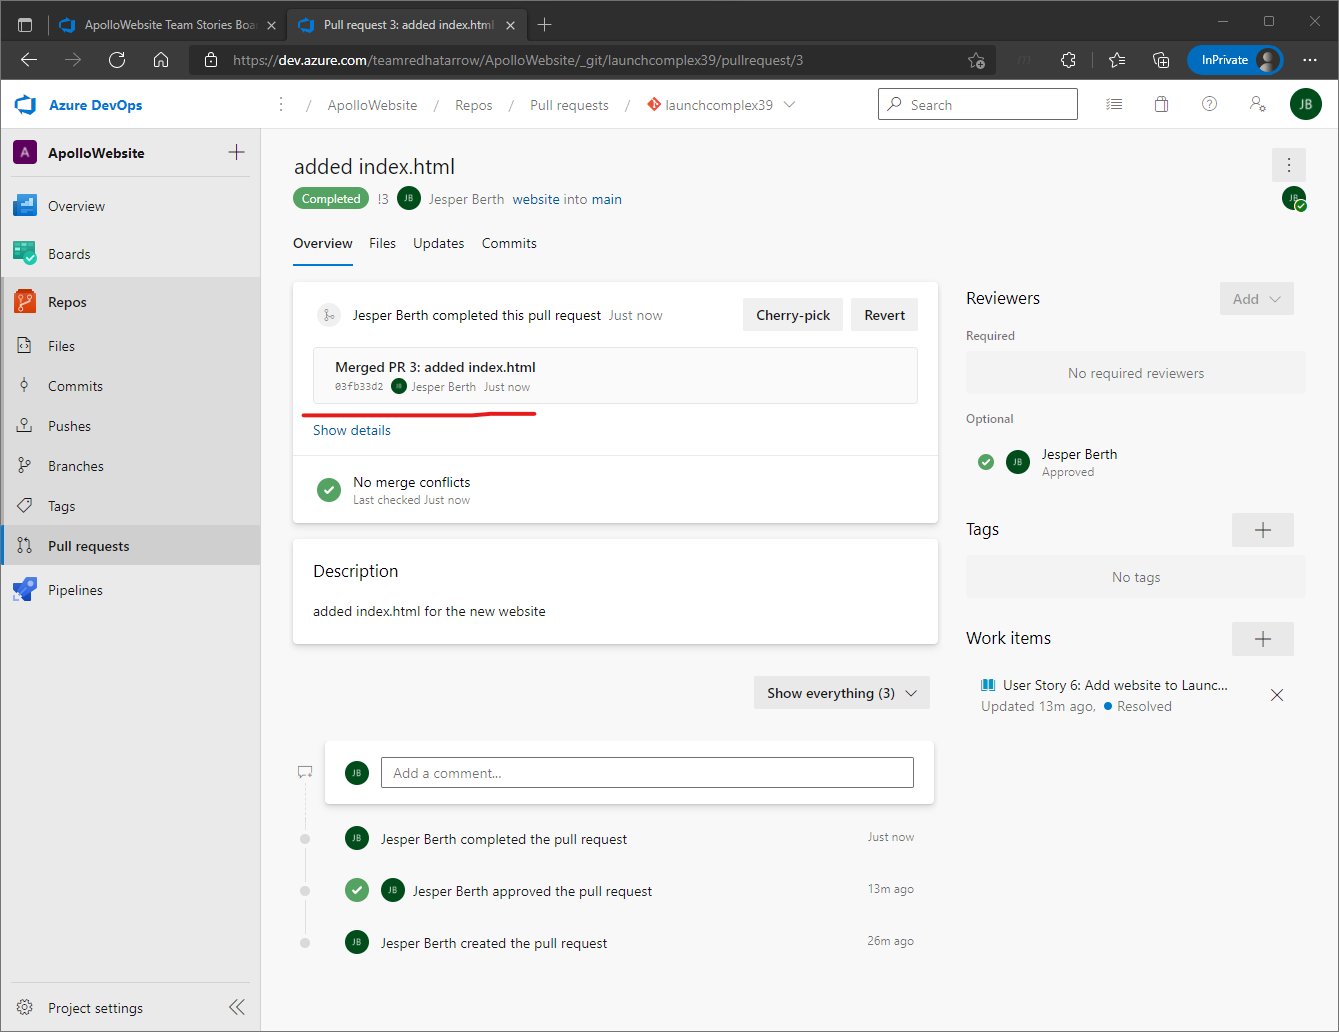 ApolloWebsite Team Stories Boa
Pull request 3: added index.html
https://dev.azure.com/teamredhatarrow/ApolloWebsite/_git/launchcomplex39/pullrequest/3
InPrivate
Azure DevOps
/ ApolloWebsite / Repos / Pull requests / launchcomplex39
Search
JB
A ApolloWebsite
Overview
Boards
Repos
Files
Commits
Pushes
Branches
Tags
Pull requests
Pipelines
Project settings
added index.html
Completed !3 JB Jesper Berth website into main
JB
Overview Files Updates Commits
Jesper Berth completed this pull request Just now
Cherry-pick
Revert
Merged PR 3: added index.html
03fb33d2 JB Jesper Berth Just now
Show details
No merge conflicts
Last checked Just now
Description
added index.html for the new website
Show everything (3)
JB Add a comment...
JB Jesper Berth completed the pull request Just now
JB Jesper Berth approved the pull request 13m ago
JB Jesper Berth created the pull request 26m ago
Reviewers
Add
Required
No required reviewers
Optional
JB Jesper Berth
Approved
Tags
No tags
Work items
User Story 6: Add website to Launc...
Updated 13m ago, Resolved